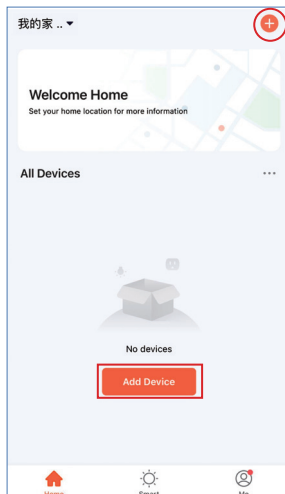 我的家 ..
Welcome Home
Set your home location for more information
All Devices
No devices
Add Device
Home
Smart
Me